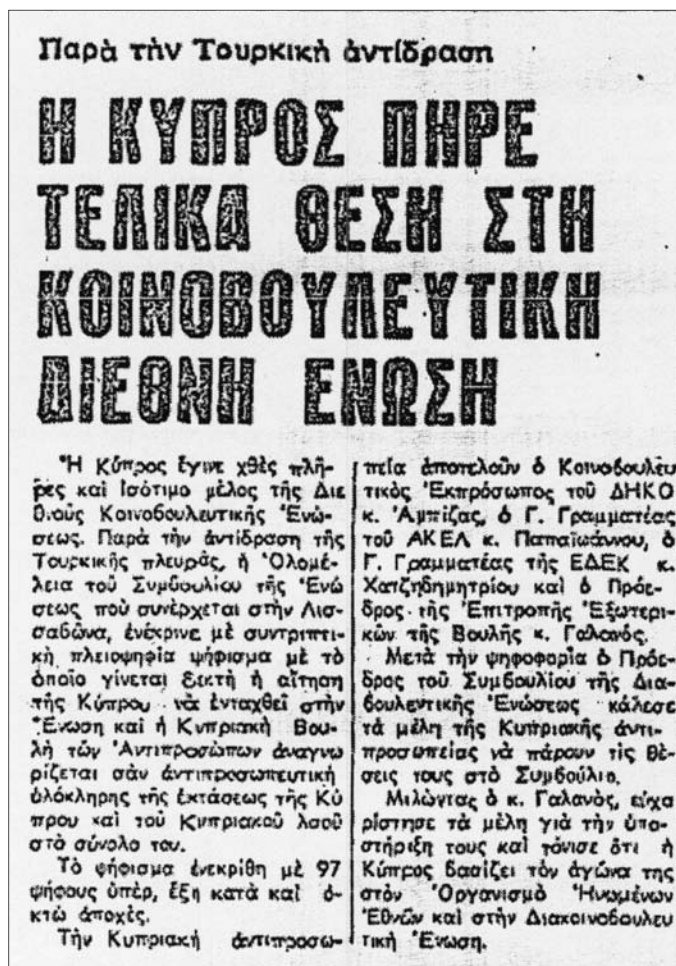 Παρὰ τὴν Τουρκικὴ ἀντίδραση
Η ΚΥΠΡΟΣ ΠΗΡΕ
ΤΕΛΙΚΑ ΘΕΣΗ ΣΤΗ
ΚΟΙΝΟΒΟΥΛΕΥΤΙΚΗ
ΔΙΕΘΝΗ ΕΝΩΣΗ
Ἡ Κύπρος ἔγινε χθὲς πλῆ-
ρες καὶ ἰσότιμο μέλος τῆς Διε
θνοῦς Κοινοβουλευτικῆς Ἑνώ-
σεως. Παρὰ τὴν ἀντίδραση τῆς
Τουρκικῆς πλευρᾶς, ἡ Ὁλομέ-
λεια τοῦ Συμβουλίου τῆς Ἑνώ
σεως ποὺ συνέρχεται στὴν Λισ-
σαβῶνα, ἐνέκρινε μὲ συντριπτι-
κὴ πλειοψηφία ψήφισμα μὲ τὸ
ὁποῖο γίνεται δεκτὴ ἡ αἴτηση
τῆς Κύπρου νὰ ἐνταχθεῖ στὴν
Ἕνωση καὶ ἡ Κυπριακὴ Βου-
λὴ τῶν Ἀντιπροσώπων ἀναγνω
ρίζεται σὰν ἀντιπροσωπευτικὴ
ὁλόκληρης τῆς ἐκτάσεως τῆς Κύ
πρου καὶ τοῦ Κυπριακοῦ λαοῦ
στὸ σύνολο του.
Τὸ ψήφισμα ἐνεκρίθη μὲ 97
ψήφους ὑπέρ, ἕξη κατὰ καὶ ὀ-
κτὼ ἀποχές.
Τὴν Κυπριακὴ ἀντιπροσω-
πεία ἀποτελοῦν ὁ Κοινοβουλευ
τικὸς Ἐκπρόσωπος τοῦ ΔΗΚΟ
κ. Ἀμπίζας, ὁ Γ. Γραμματέας
τοῦ ΑΚΕΛ κ. Παπαϊωάννου, ὁ
Γ. Γραμματέας τῆς ΕΔΕΚ κ.
Χατζηδημητρίου καὶ ὁ Πρόε-
δρος τῆς Ἐπιτροπῆς Ἐξωτερι-
κῶν τῆς Βουλῆς κ. Γαλανός.
Μετὰ τὴν ψηφοφορία ὁ Πρόε-
δρος τοῦ Συμβουλίου τῆς Δια-
βουλευτικῆς Ἑνώσεως κάλεσε
τὰ μέλη τῆς Κυπριακῆς ἀντι-
προσωπείας νὰ πάρουν τὶς θέ-
σεις τους στὸ Συμβούλιο.
Μιλώντας ὁ κ. Γαλανὸς, εὐχα
ρίστησε τὰ μέλη γιὰ τὴν ὑπο-
στήριξη τους καὶ τόνισε ὅτι ἡ
Κύπρος βασίζει τὸν ἀγώνα της
στὸν Ὀργανισμὸ Ἡνωμένων
Ἐθνῶν καὶ στὴν Διακοινοβουλευ
τικὴ Ἕνωση.